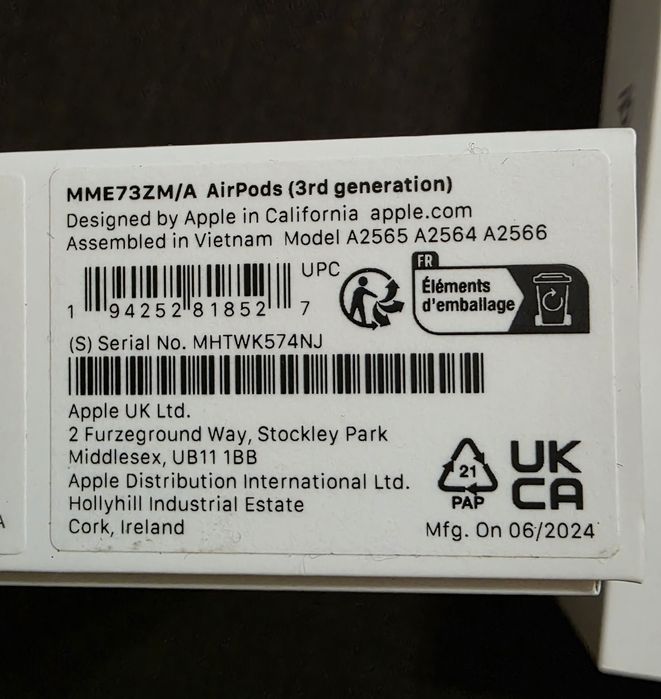 MME73ZM/A AirPods (3rd generation)
Designed by Apple in California apple.com
Assembled in Vietnam Model A2565 A2564 A2566
UPC
1 94252 81852 7
FR
Éléments
d'emballage
(S) Serial No. MHTWK574NJ
Apple UK Ltd.
2 Furzeground Way, Stockley Park
Middlesex, UB11 1BB
Apple Distribution International Ltd.
Hollyhill Industrial Estate
Cork, Ireland
21
PAP
UK
CA
Mfg. On 06/2024
A